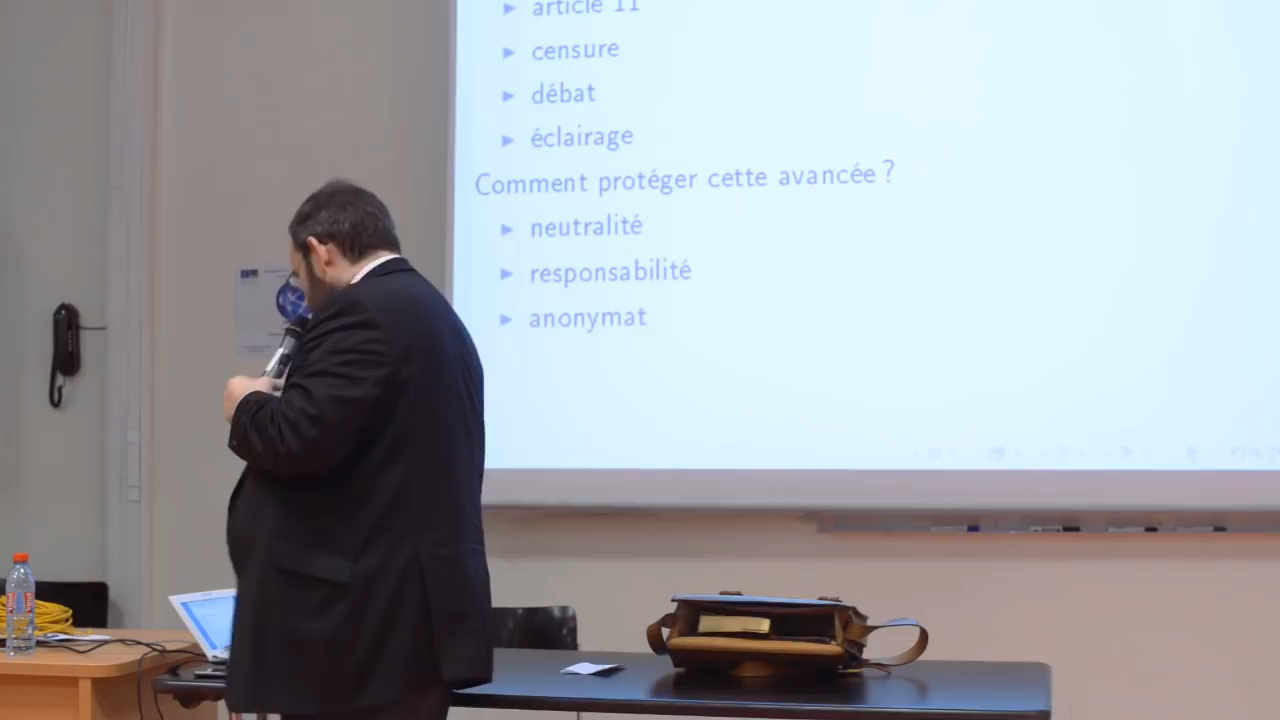 article 11
censure
débat
éclairage
Comment protéger cette avancée ?
neutralité
responsabilité
anonymat